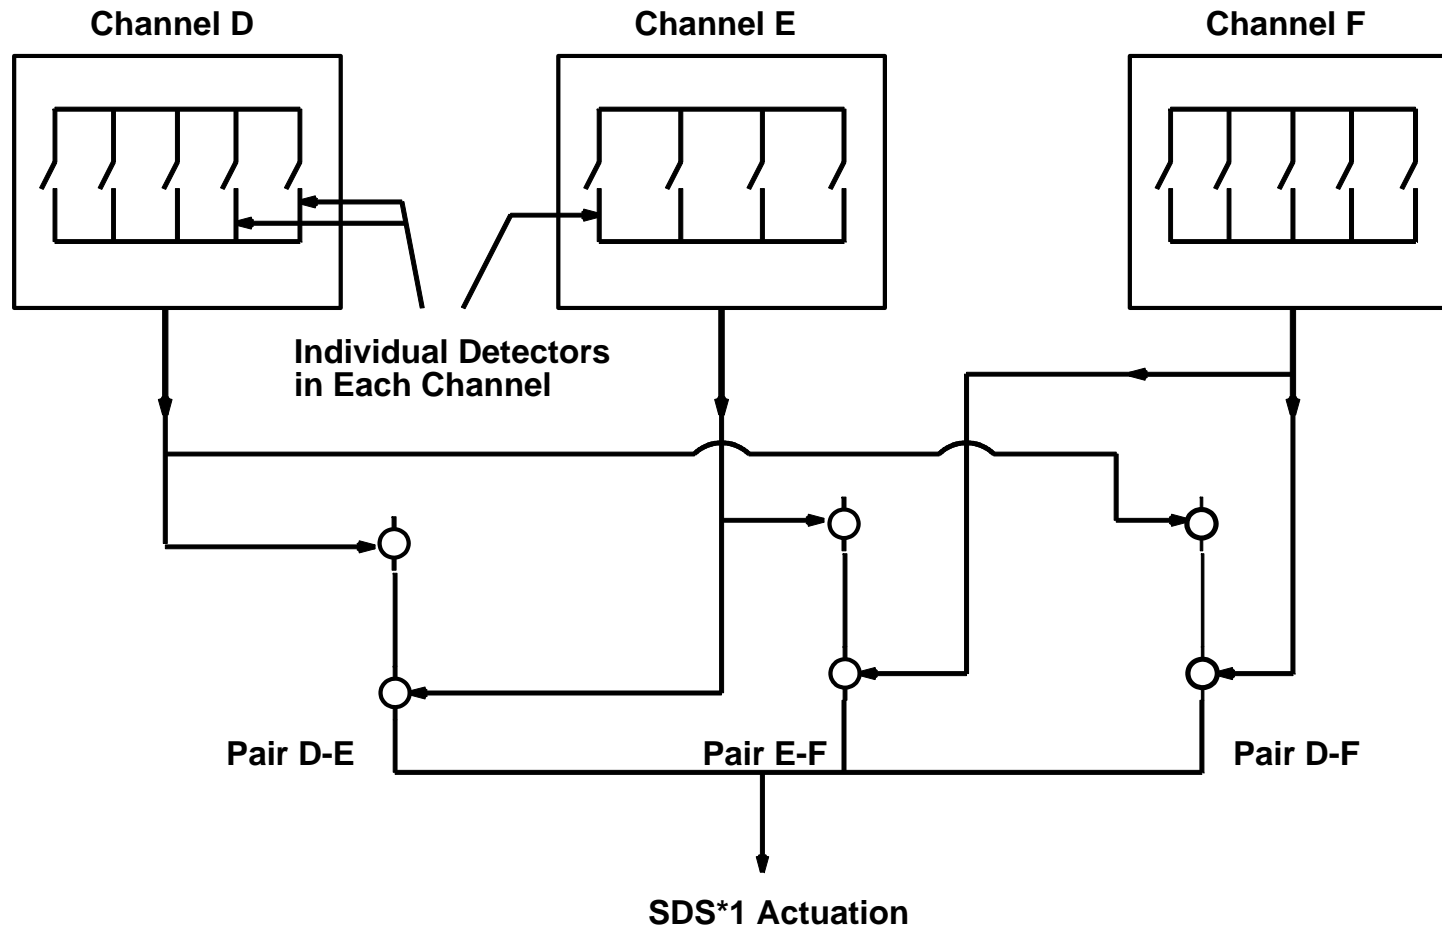 Channel D
Channel E
Channel F
Individual Detectors
in Each Channel
Pair D-E
Pair E-F
Pair D-F
SDS*1 Actuation